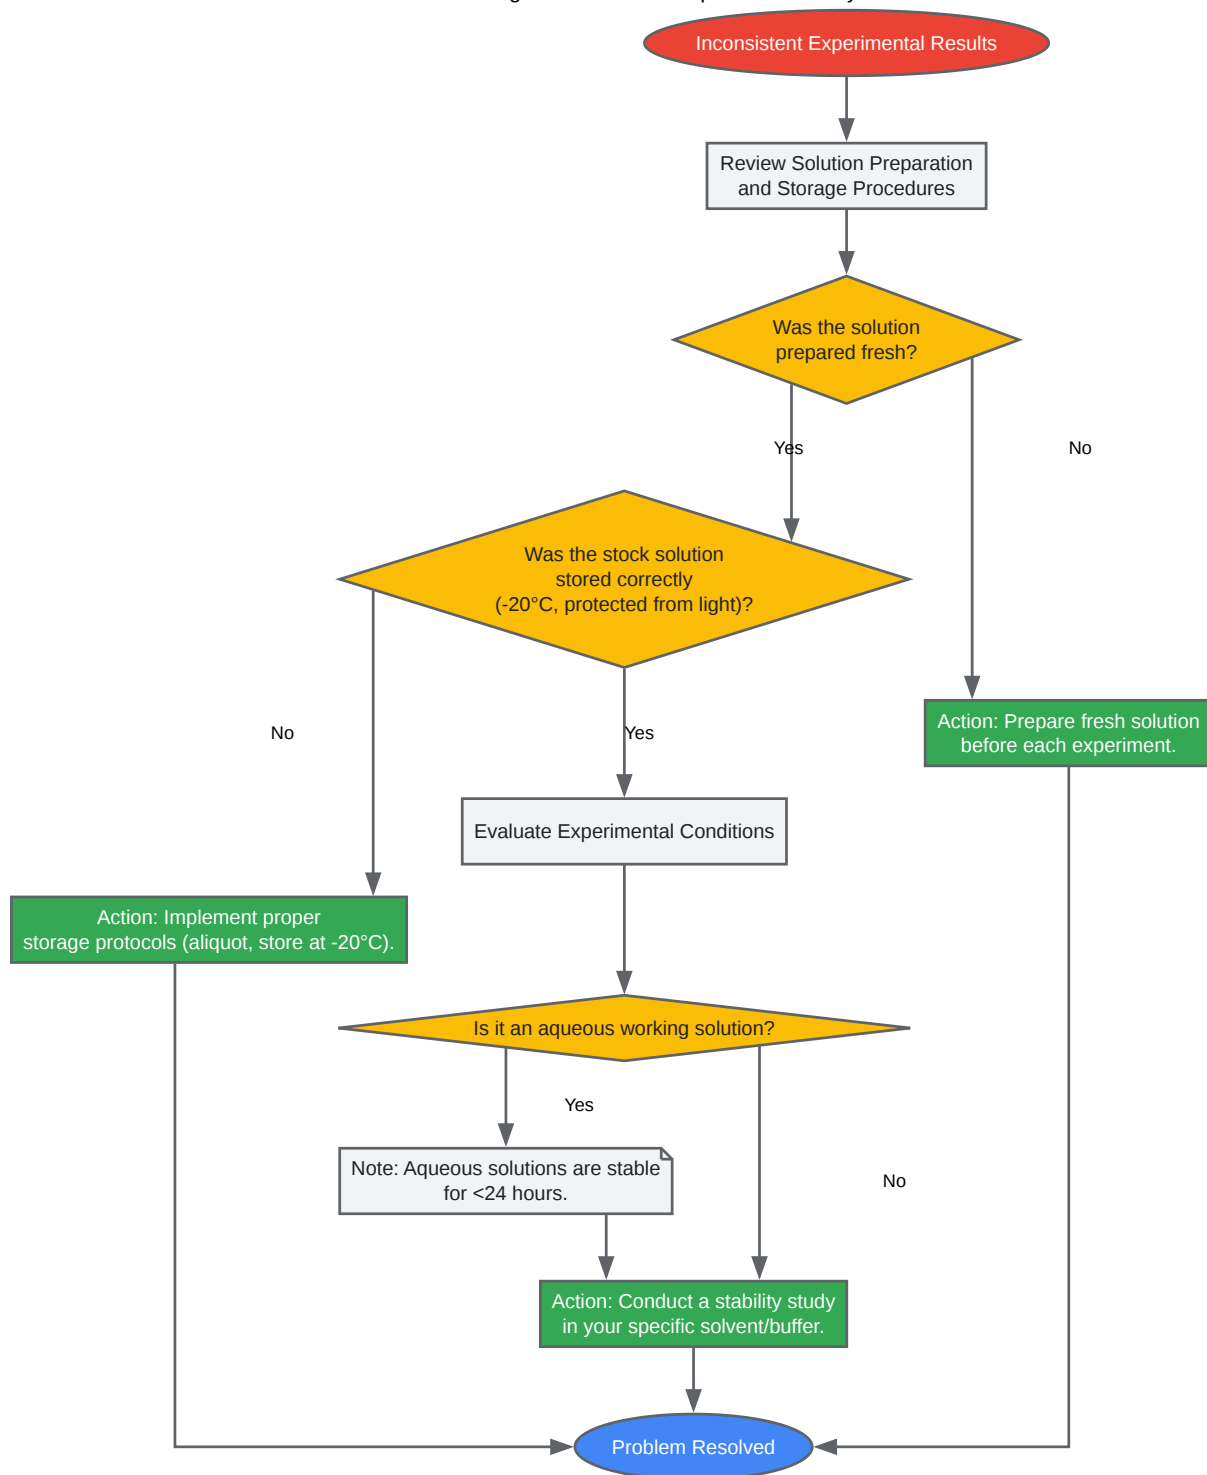 Inconsistent Experimental Results
Review Solution Preparation
and Storage Procedures
Was the solution
prepared fresh?
Yes
No
Was the stock solution
stored correctly
(-20°C, protected from light)?
No
Yes
Action: Prepare fresh solution
before each experiment.
Evaluate Experimental Conditions
Action: Implement proper
storage protocols (aliquot, store at -20°C).
Is it an aqueous working solution?
Yes
Note: Aqueous solutions are stable
for <24 hours.
No
Action: Conduct a stability study
in your specific solvent/buffer.
Problem Resolved